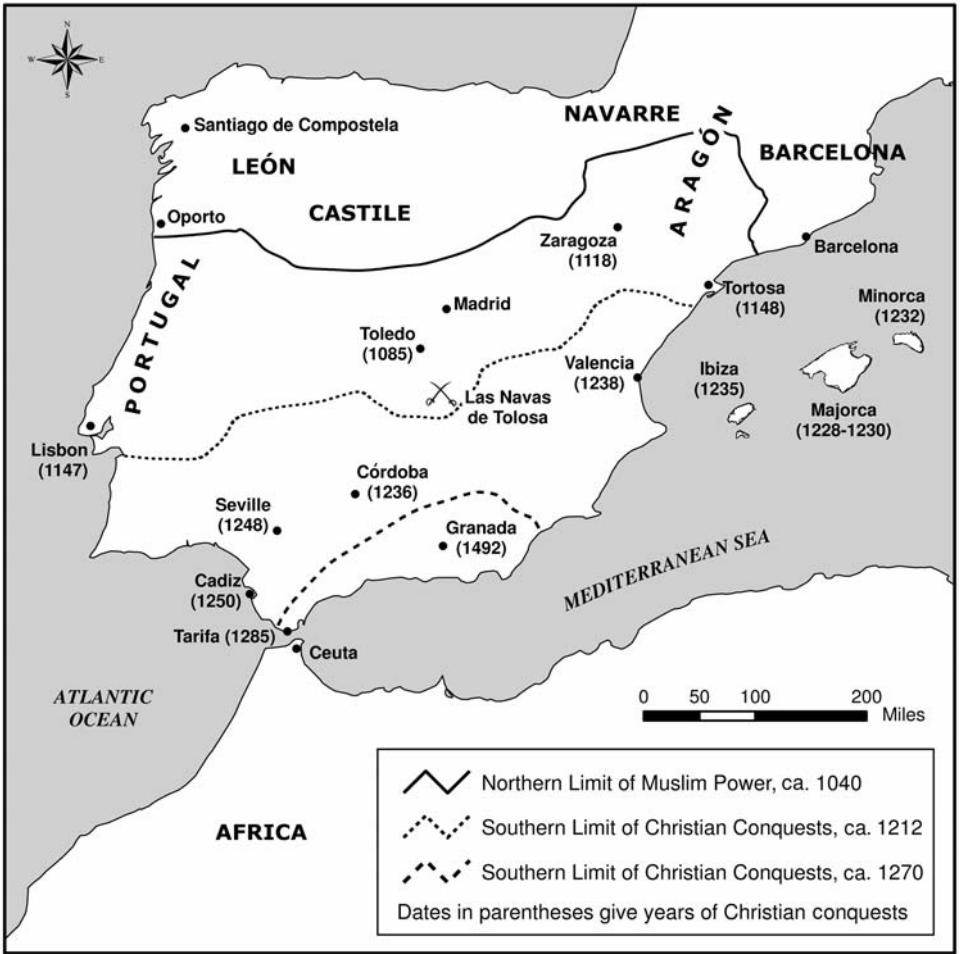 N
W E
S
Santiago de Compostela
LEÓN
NAVARRE
ARAGÓN
BARCELONA
CASTILE
Oporto
Zaragoza
(1118)
Barcelona
PORTUGAL
Madrid
Tortosa
(1148)
Minorca
(1232)
Toledo
(1085)
Valencia
(1238)
Ibiza
(1235)
Las Navas
de Tolosa
Majorca
(1228-1230)
Lisbon
(1147)
Córdoba
(1236)
Seville
(1248)
Granada
(1492)
MEDITERRANEAN SEA
Cadiz
(1250)
Tarifa (1285)
Ceuta
ATLANTIC
OCEAN
0 50 100 200
Miles
AFRICA
Northern Limit of Muslim Power, ca. 1040
Southern Limit of Christian Conquests, ca. 1212
Southern Limit of Christian Conquests, ca. 1270
Dates in parentheses give years of Christian conquests